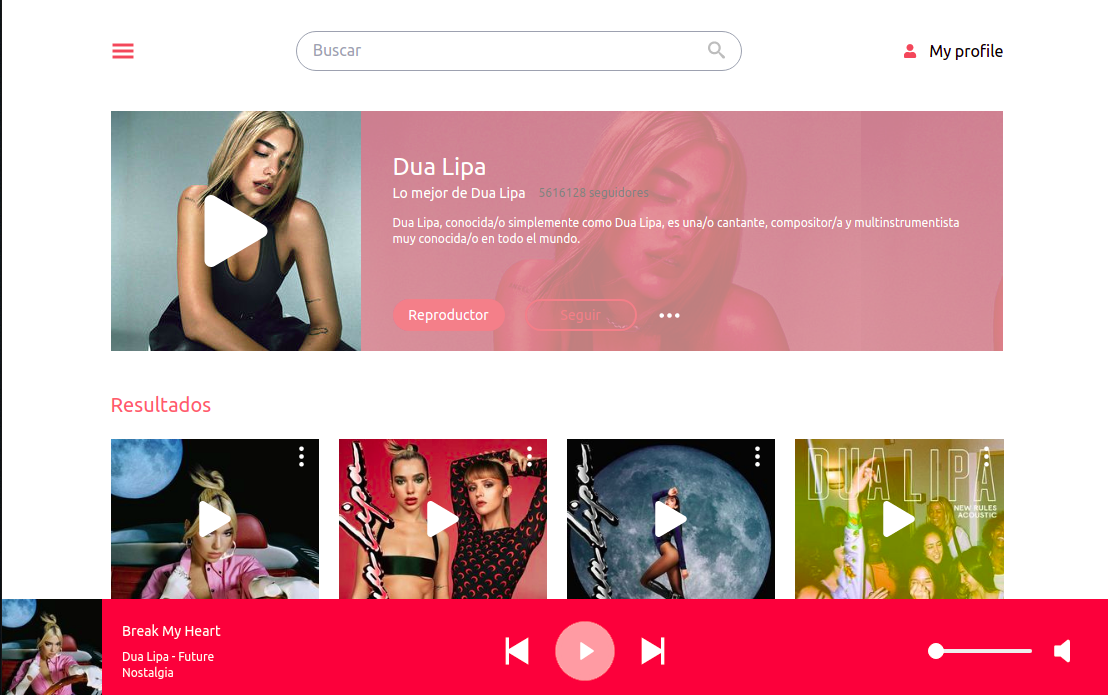 Buscar
My profile
Dua Lipa
Lo mejor de Dua Lipa 5616128 seguidores
Dua Lipa, conocida/o simplemente como Dua Lipa, es una/o cantante, compositor/a y multinstrumentista
muy conocida/o en todo el mundo.
Reproductor Seguir
Resultados
DUA LIPA
NEW RULES
ACOUSTIC
Break My Heart
Dua Lipa - Future
Nostalgia